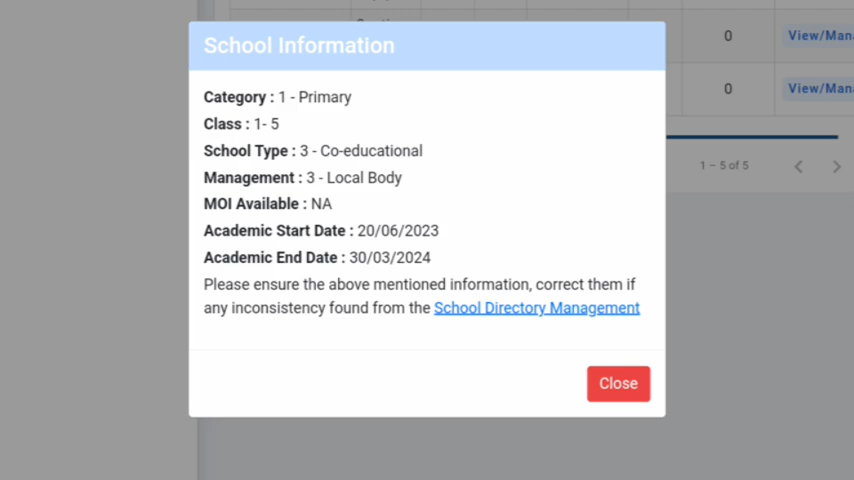 School Information
Category : 1 - Primary
Class : 1- 5
School Type : 3 - Co-educational
Management : 3 - Local Body
MOI Available : NA
Academic Start Date : 20/06/2023
Academic End Date : 30/03/2024
Please ensure the above mentioned information, correct them if
any inconsistency found from the School Directory Management
Close
0
View/Man
0
View/Man
1 – 5 of 5